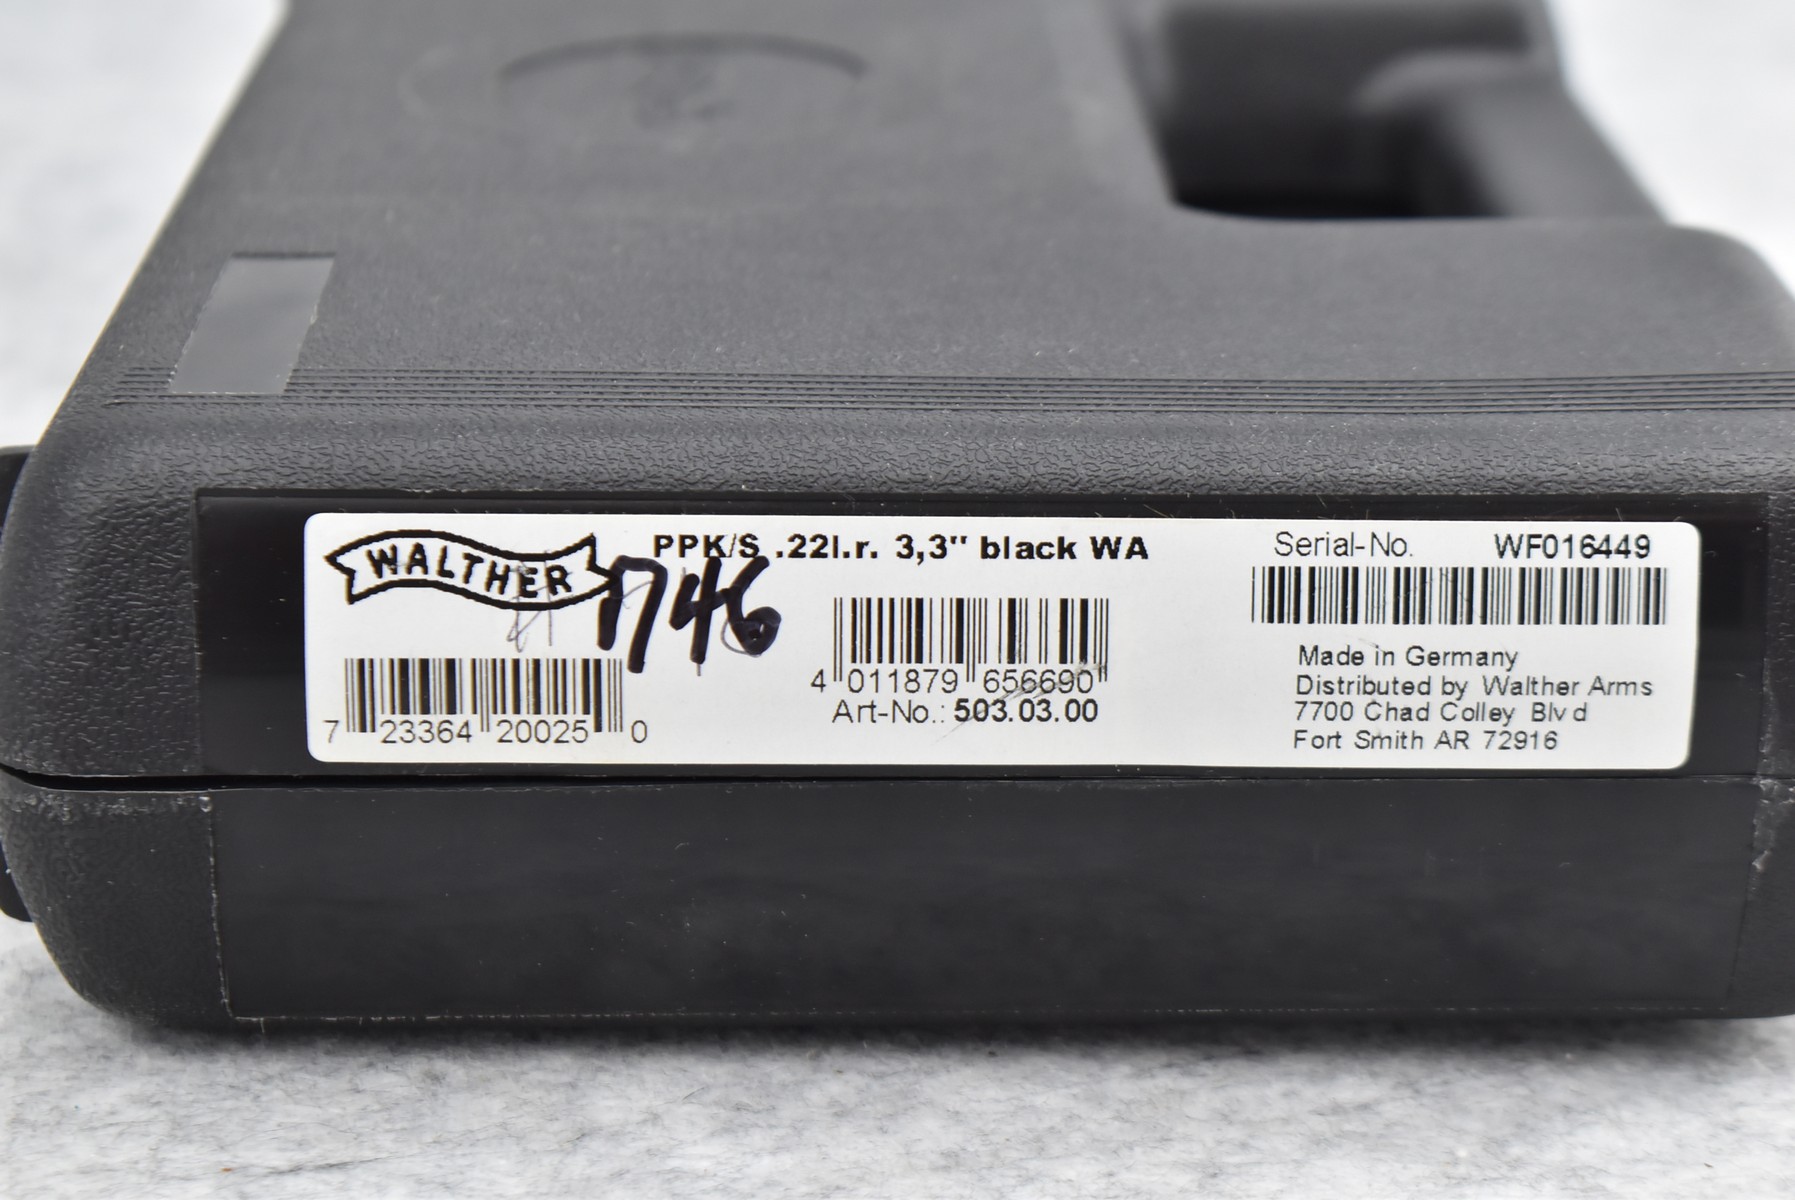 WALTHER
PPK/S .22l.r. 3,3" black WA
1746
7 23364 20025 0
4 011879 656690
Art-No.: 503.03.00
Serial-No. WF016449
Made in Germany
Distributed by Walther Arms
7700 Chad Colley Blvd
Fort Smith AR 72916